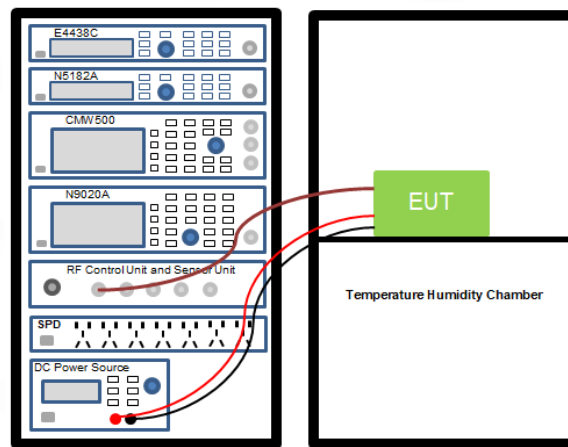 E4438C
N5182A
CMW500
N9020A
RF Control Unit and Sensor Unit
SPD
DC Power Source
EUT
Temperature Humidity Chamber